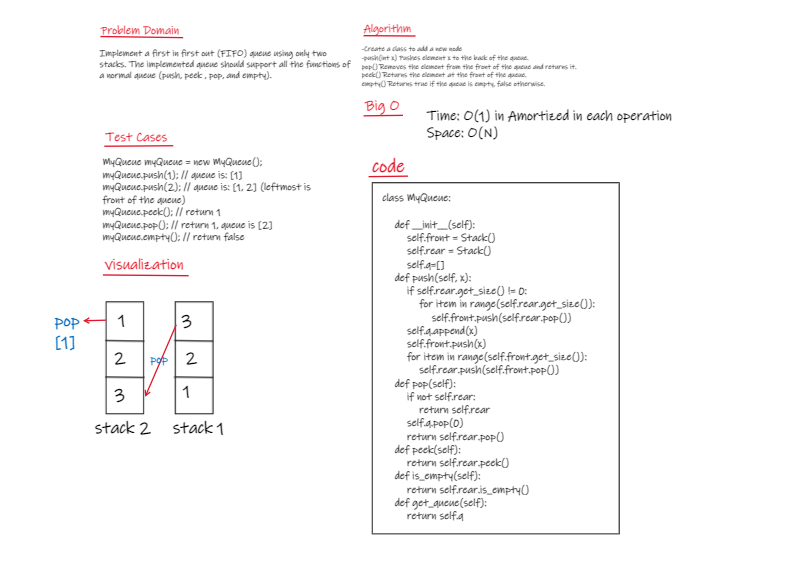 Problem Domain
Implement a first in first out (FIFO) queue using only two
stacks. The implemented queue should support all the functions of
a normal queue (push, peek , pop, and empty).
Test Cases
MyQueue myQueue = new MyQueue();
myQueue.push(1); // queue is: [1]
myQueue.push(2); // queue is: [1, 2] (leftmost is
front of the queue)
myQueue.peek(); // return 1
myQueue.pop(); // return 1, queue is [2]
myQueue.empty(); // return false
Visualization
pop
[1]
1
2
3
pop
3
2
1
stack 2
stack 1
Algorithm
-Create a class to add a new node
-push(int x) Pushes element x to the back of the queue.
pop() Removes the element from the front of the queue and returns it.
peek() Returns the element at the front of the queue.
empty() Returns true if the queue is empty, false otherwise.
Big O
Time: O(1) in Amortized in each operation
Space: O(N)
code
class MyQueue:
def __init__(self):
self.front = Stack()
self.rear = Stack()
self.q=[]
def push(self, x):
if self.rear.get_size() != 0:
for item in range(self.rear.get_size()):
self.front.push(self.rear.pop())
self.q.append(x)
self.front.push(x)
for item in range(self.front.get_size()):
self.rear.push(self.front.pop())
def pop(self):
if not self.rear:
return self.rear
self.q.pop(0)
return self.rear.pop()
def peek(self):
return self.rear.peek()
def is_empty(self):
return self.rear.is_empty()
def get_queue(self):
return self.q